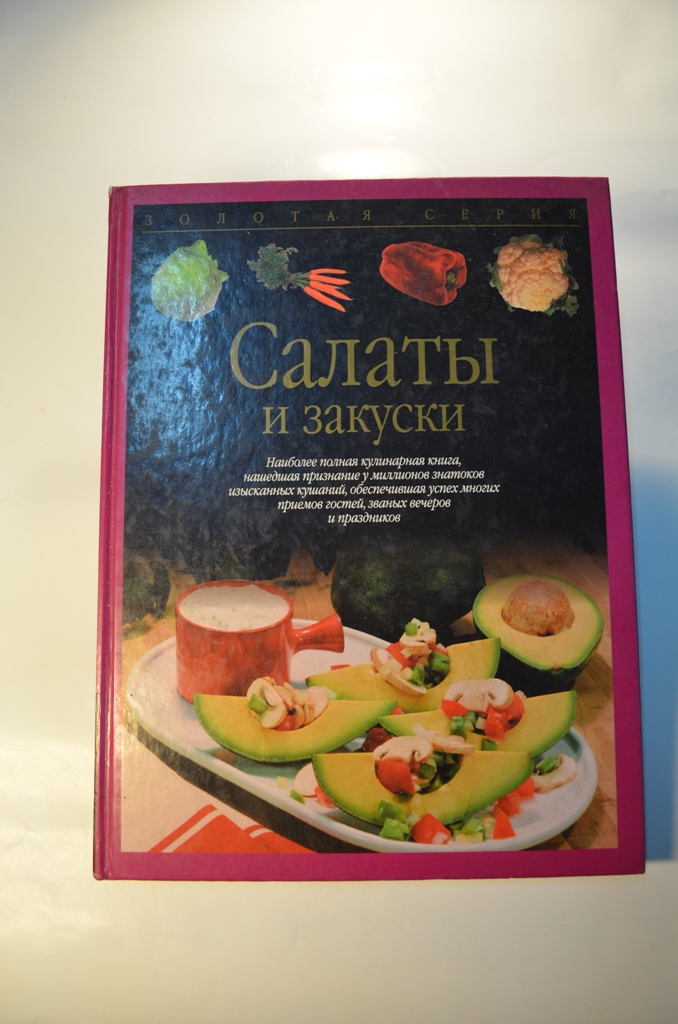 ЗОЛОТАЯ СЕРИЯ
Салаты
и закуски
Наиболее полная кулинарная книга,
нашедшая признание у миллионов знатоков
изысканных кушаний, обеспечившая успех многих
приемов гостей, званых вечеров
и праздников